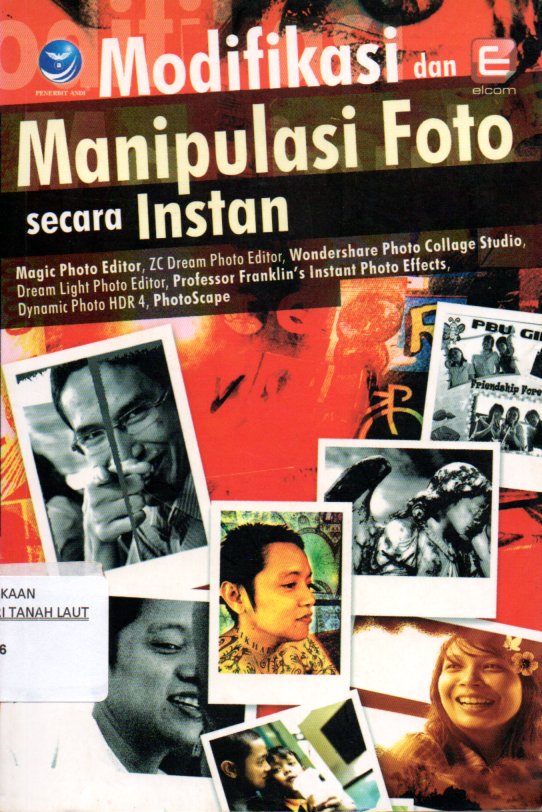 Modifikasi dan
PENERBIT ANDI
elcom
Manipulasi Foto
secara Instan
Magic Photo Editor, ZC Dream Photo Editor, Wondershare Photo Collage Studio,
Dream Light Photo Editor, Professor Franklin's Instant Photo Effects,
Dynamic Photo HDR 4, PhotoScape
PBU
Friendship
KAAN
RI TANAH LAUT
6